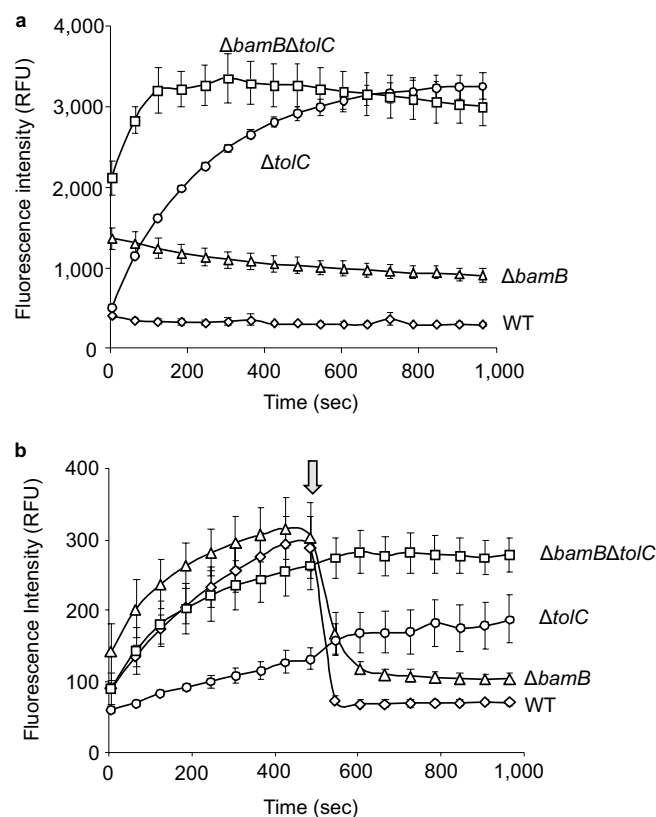 a
4,000
3,000
2,000
1,000
0
Fluorescence intensity (RFU)
ΔbamBΔtolC
ΔtolC
ΔbamB
WT
0 200 400 600 800 1,000
Time (sec)
b
400
300
200
100
0
Fluorescence Intensity (RFU)
ΔbamBΔtolC
ΔtolC
ΔbamB
WT
0 200 400 600 800 1,000
Time (sec)